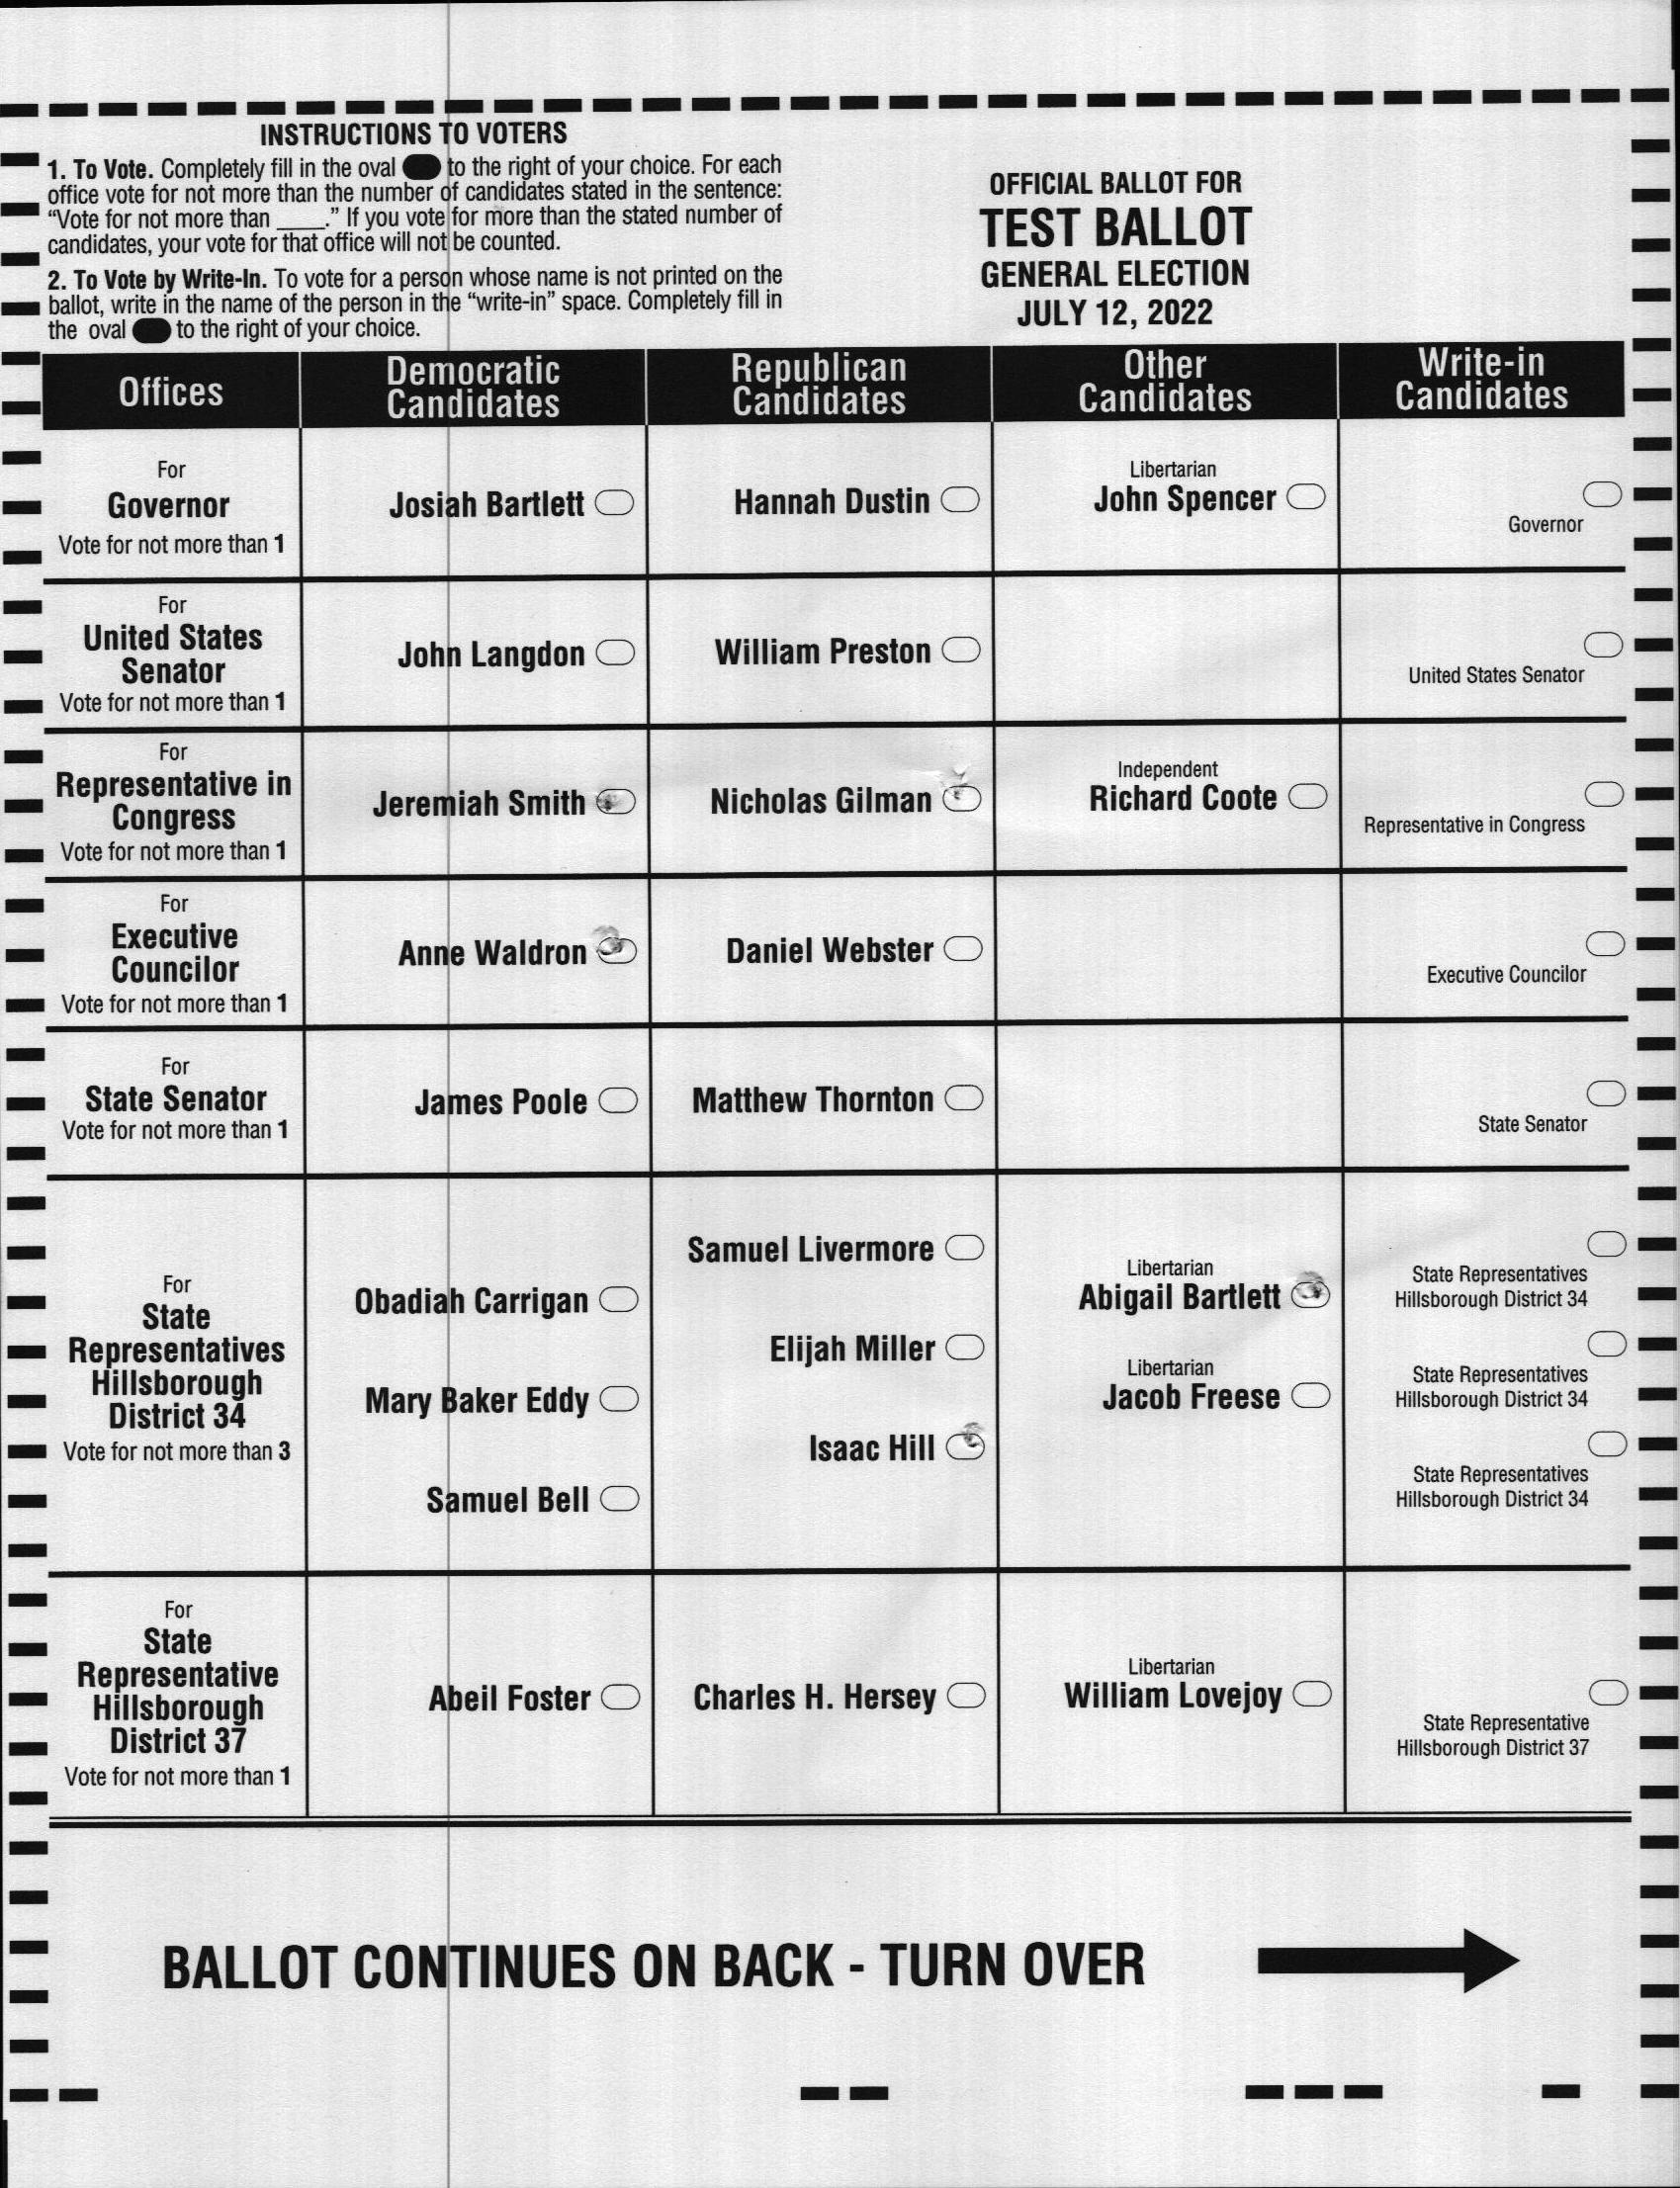 INSTRUCTIONS TO VOTERS
1. To Vote. Completely fill in the oval to the right of your choice. For each
office vote for not more than the number of candidates stated in the sentence:
“Vote for not more than ____.” If you vote for more than the stated number of
candidates, your vote for that office will not be counted.
2. To Vote by Write-In. To vote for a person whose name is not printed on the
ballot, write in the name of the person in the “write-in” space. Completely fill in
the oval to the right of your choice.
OFFICIAL BALLOT FOR
TEST BALLOT
GENERAL ELECTION
JULY 12, 2022
Offices
Democratic
Candidates
Republican
Candidates
Other
Candidates
Write-in
Candidates
For
Governor
Vote for not more than 1
Josiah Bartlett
Hannah Dustin
Libertarian
John Spencer
Governor
For
United States
Senator
Vote for not more than 1
John Langdon
William Preston
United States Senator
For
Representative in
Congress
Vote for not more than 1
Jeremiah Smith
Nicholas Gilman
Independent
Richard Coote
Representative in Congress
For
Executive
Councilor
Vote for not more than 1
Anne Waldron
Daniel Webster
Executive Councilor
For
State Senator
Vote for not more than 1
James Poole
Matthew Thornton
State Senator
For
State
Representatives
Hillsborough
District 34
Vote for not more than 3
Obadiah Carrigan
Mary Baker Eddy
Samuel Bell
Samuel Livermore
Elijah Miller
Isaac Hill
Libertarian
Abigail Bartlett
Libertarian
Jacob Freese
State Representatives
Hillsborough District 34
State Representatives
Hillsborough District 34
State Representatives
Hillsborough District 34
For
State
Representative
Hillsborough
District 37
Vote for not more than 1
Abeil Foster
Charles H. Hersey
Libertarian
William Lovejoy
State Representative
Hillsborough District 37
BALLOT CONTINUES ON BACK - TURN OVER